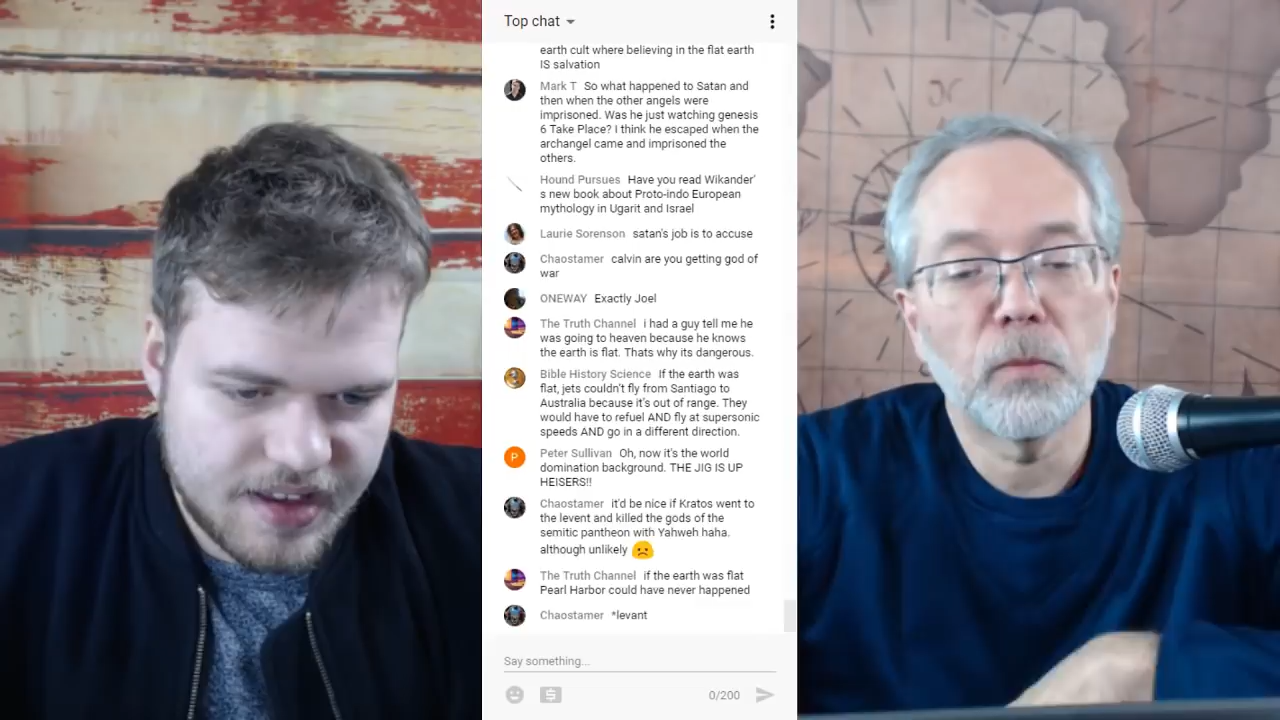 Top chat
earth cult where believing in the flat earth
IS salvation
Mark T So what happened to Satan and
then when the other angels were
imprisoned. Was he just watching genesis
6 Take Place? I think he escaped when the
archangel came and imprisoned the
others.
Hound Pursues Have you read Wikander'
s new book about Proto-indo European
mythology in Ugarit and Israel
Laurie Sorenson satan's job is to accuse
Chaostamer calvin are you getting god of
war
ONEWAY Exactly Joel
The Truth Channel i had a guy tell me he
was going to heaven because he knows
the earth is flat. Thats why its dangerous.
Bible History Science If the earth was
flat, jets couldn't fly from Santiago to
Australia because it's out of range. They
would have to refuel AND fly at supersonic
speeds AND go in a different direction.
P
Peter Sullivan Oh, now it's the world
domination background. THE JIG IS UP
HEISERS!!
Chaostamer it'd be nice if Kratos went to
the levent and killed the gods of the
semitic pantheon with Yahweh haha.
although unlikely
The Truth Channel if the earth was flat
Pearl Harbor could have never happened
Chaostamer *levant
Say something...
0/200